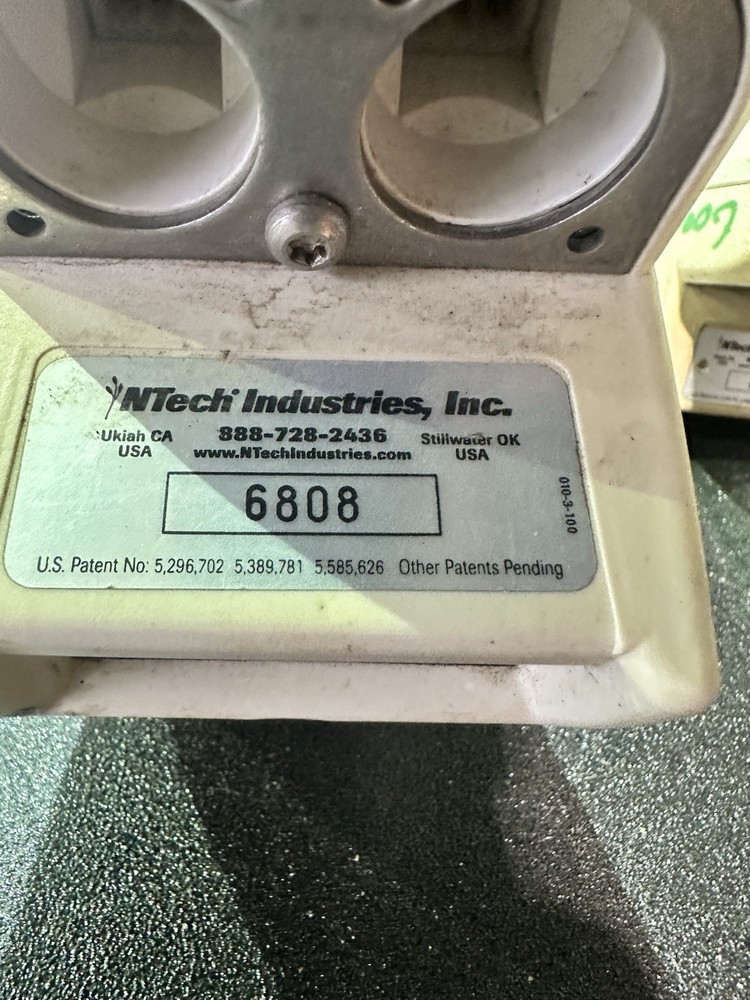 NTech® Industries, Inc.
Ukiah CA 888-728-2436 Stillwater OK
USA www.NTechIndustries.com USA
6808
010-3-100
U.S. Patent No: 5,296,702 5,389,781 5,585,626 Other Patents Pending
NTech